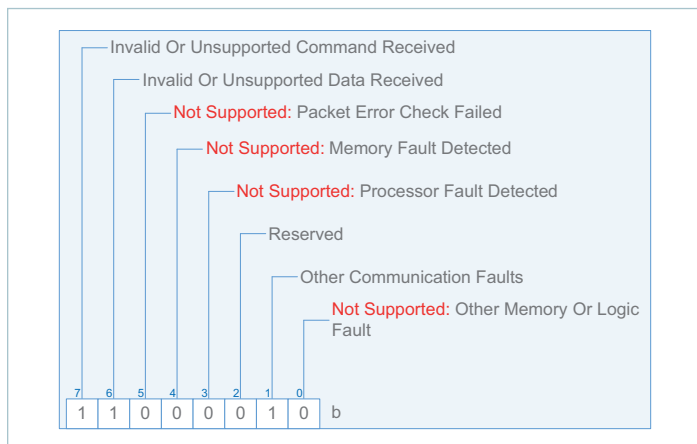 Invalid Or Unsupported Command Received
Invalid Or Unsupported Data Received
Not Supported: Packet Error Check Failed
Not Supported: Memory Fault Detected
Not Supported: Processor Fault Detected
Reserved
Other Communication Faults
Not Supported: Other Memory Or Logic
Fault
7 6 5 4 3 2 1 0
1 1 0 0 0 0 1 0 b